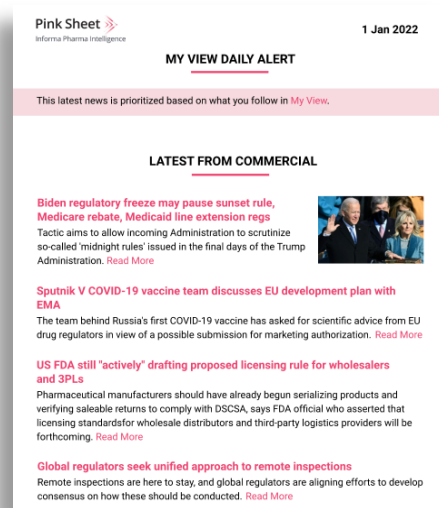 Pink Sheet
Informa Pharma Intelligence
1 Jan 2022
MY VIEW DAILY ALERT
This latest news is prioritized based on what you follow in My View.
LATEST FROM COMMERCIAL
Biden regulatory freeze may pause sunset rule,
Medicare rebate, Medicaid line extension regs
Tactic aims to allow incoming Administration to scrutinize
so-called 'midnight rules' issued in the final days of the Trump
Administration. Read More
Sputnik V COVID-19 vaccine team discusses EU development plan with
EMA
The team behind Russia's first COVID-19 vaccine has asked for scientific advice from EU
drug regulators in view of a possible submission for marketing authorization. Read More
US FDA still "actively" drafting proposed licensing rule for wholesalers
and 3PLs
Pharmaceutical manufacturers should have already begun serializing products and
verifying saleable returns to comply with DSCSA, says FDA official who asserted that
licensing standardsfor wholesale distributors and third-party logistics providers will be
forthcoming. Read More
Global regulators seek unified approach to remote inspections
Remote inspections are here to stay, and global regulators are aligning efforts to develop
consensus on how these should be conducted. Read More